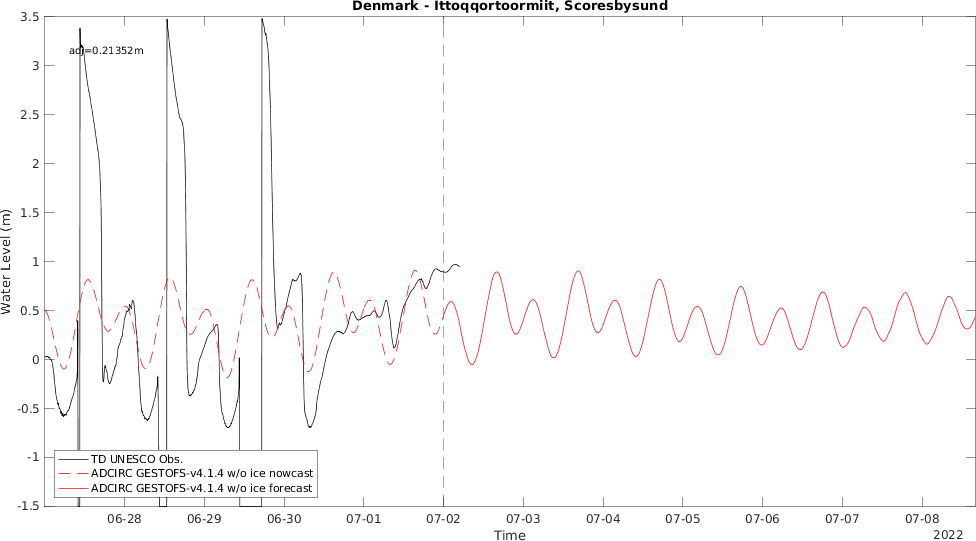 Denmark - Ittoqqortoormiit, Scoresbysund
adj=0.21352m
3.5
3
2.5
2
1.5
1
0.5
0
-0.5
-1
-1.5
Water Level (m)
TD UNESCO Obs.
ADCIRC GESTOFS-v4.1.4 w/o ice nowcast
ADCIRC GESTOFS-v4.1.4 w/o ice forecast
06-28 06-29 06-30 07-01 07-02 07-03 07-04 07-05 07-06 07-07 07-08
Time
2022